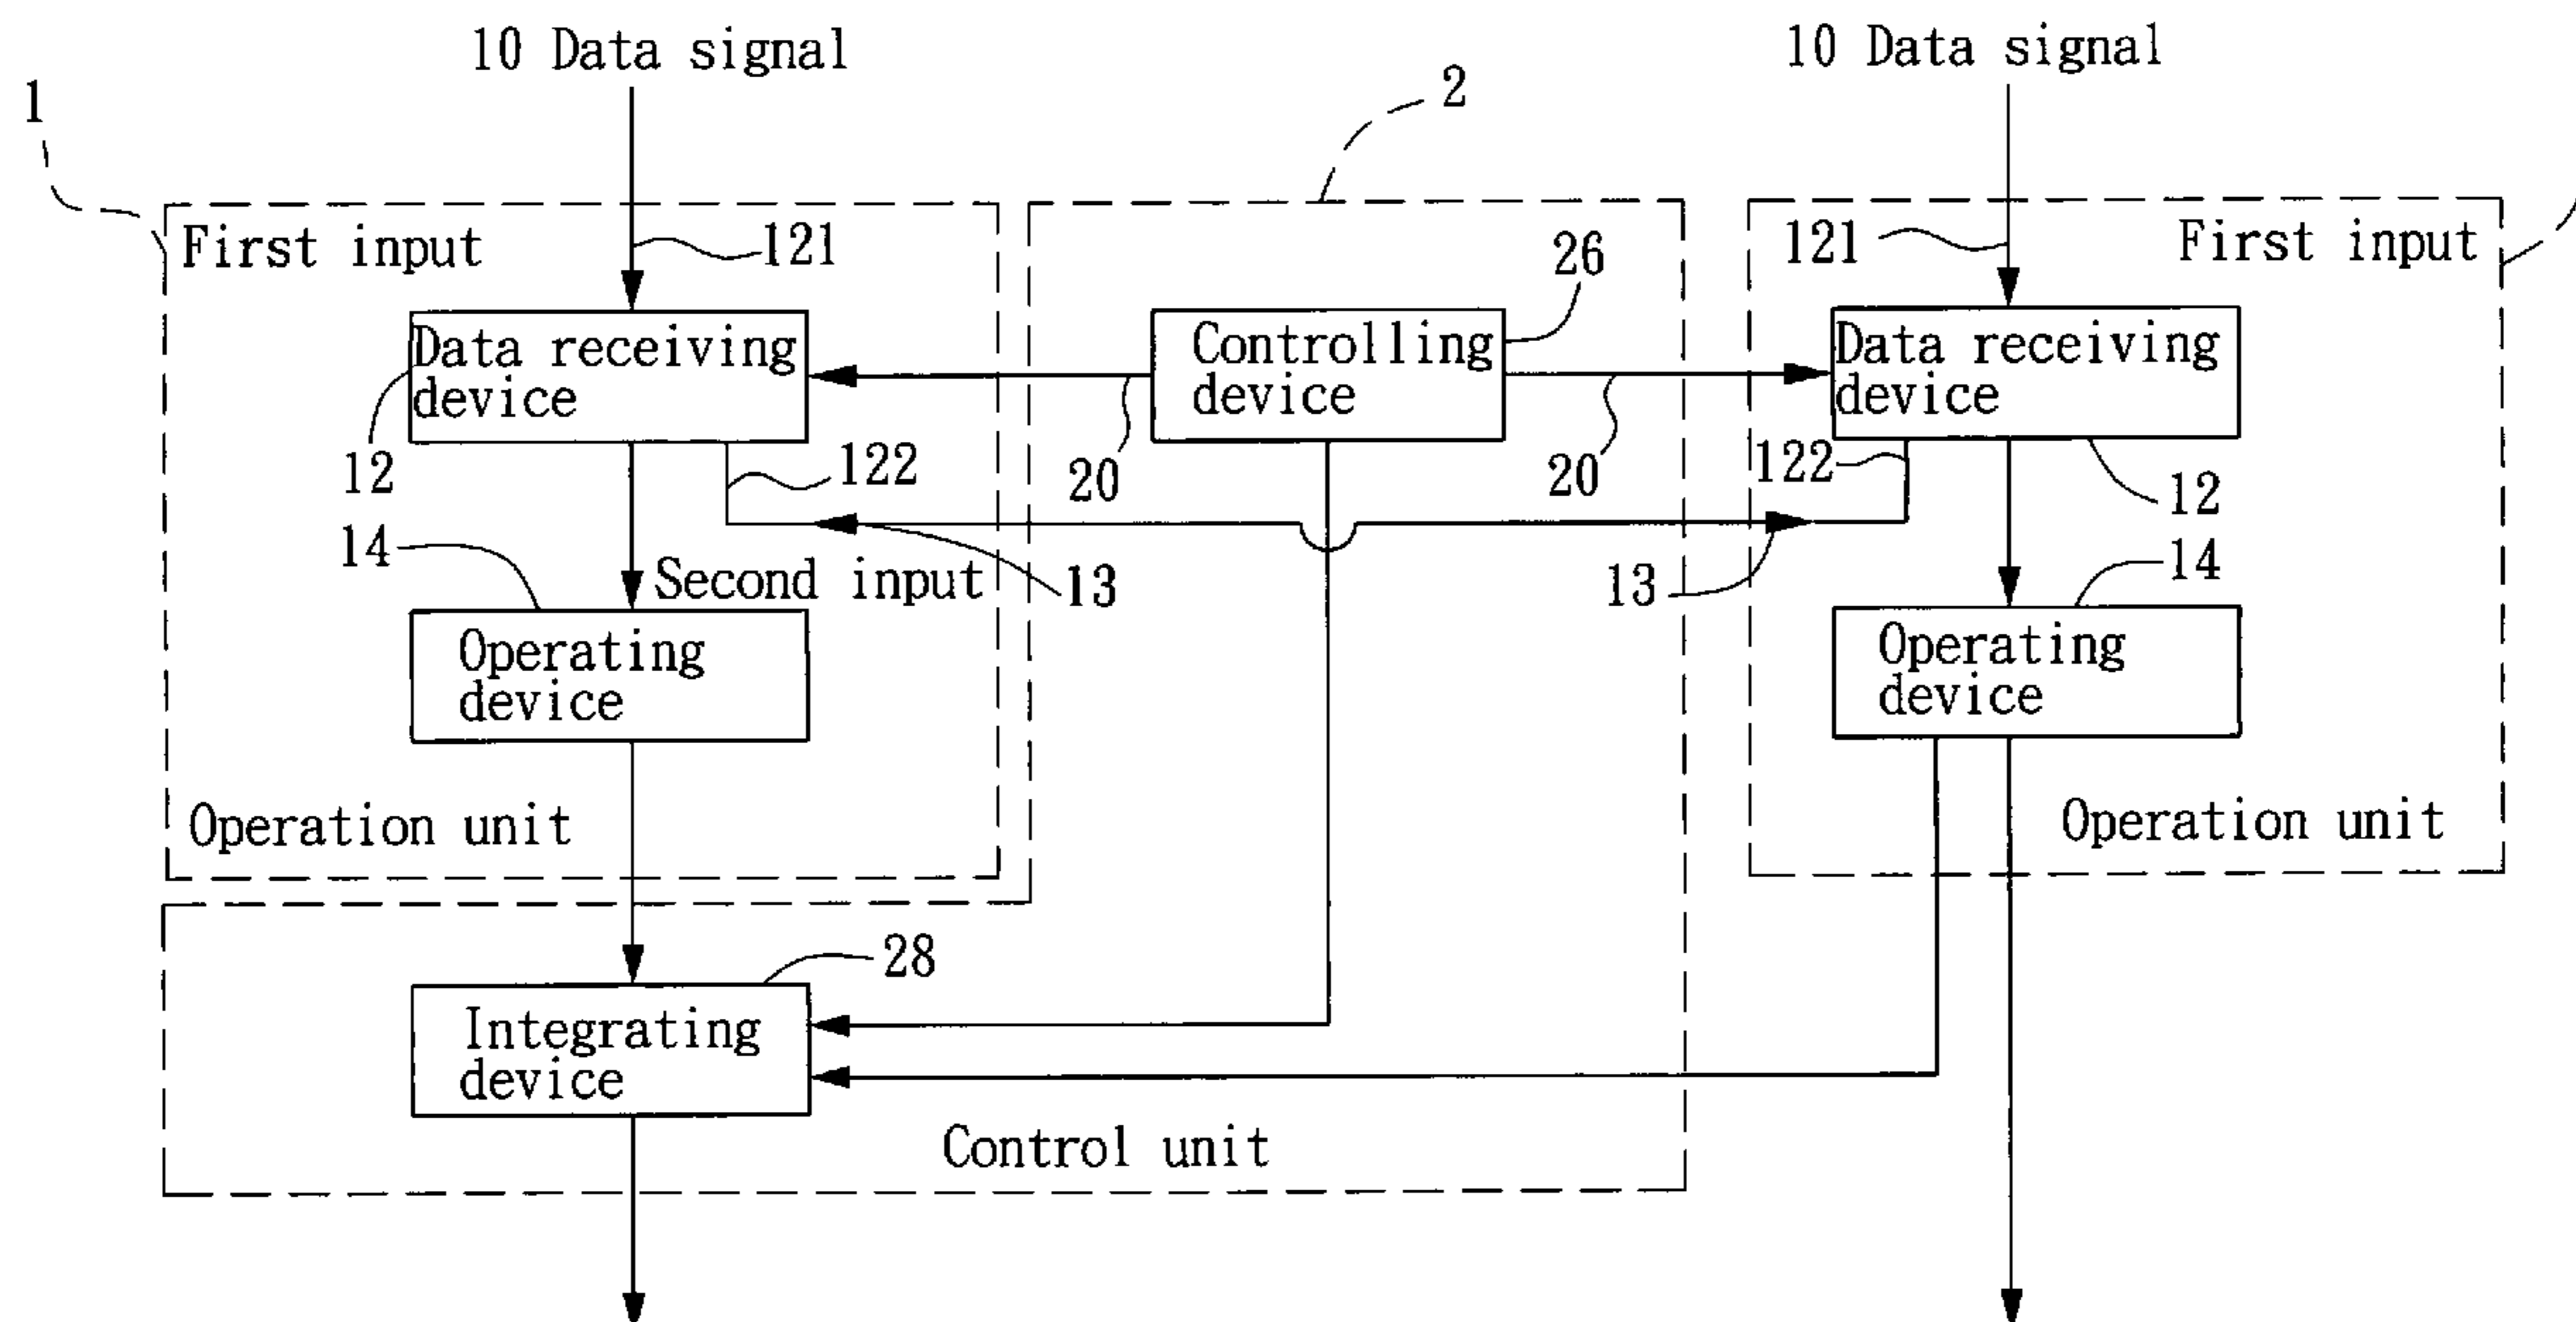 10 Data signal
10 Data signal
1
2
First input
121
26
121
First input
Data receiving
device
Controlling
device
Data receiving
device
12
122
20
20
122
12
14
Second input
13
13
14
Operating
device
Operating
device
Operation unit
Operation unit
28
Integrating
device
Control unit